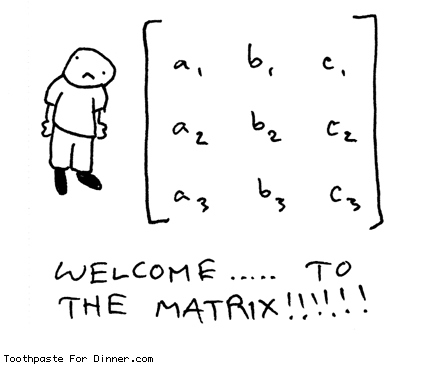 a₁ b₁ c₁
a₂ b₂ c₂
a₃ b₃ c₃
WELCOME..... TO
THE MATRIX!!!!!!
Toothpaste For Dinner.com